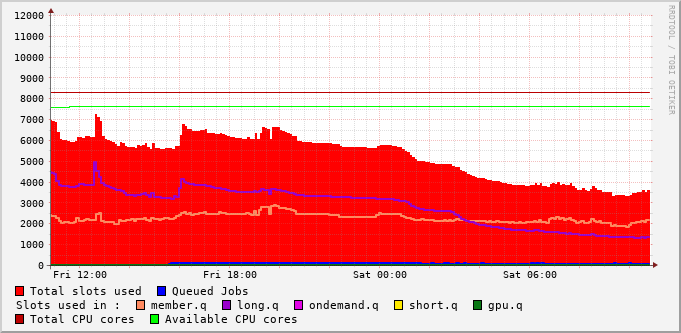 12000
11000
10000
9000
8000
7000
6000
5000
4000
3000
2000
1000
0
Fri 12:00 Fri 18:00 Sat 00:00 Sat 06:00
RRDTOOL / TOBI OETIKER
Total slots used Queued Jobs
Slots used in : member.q long.q ondemand.q short.q gpu.q
Total CPU cores Available CPU cores